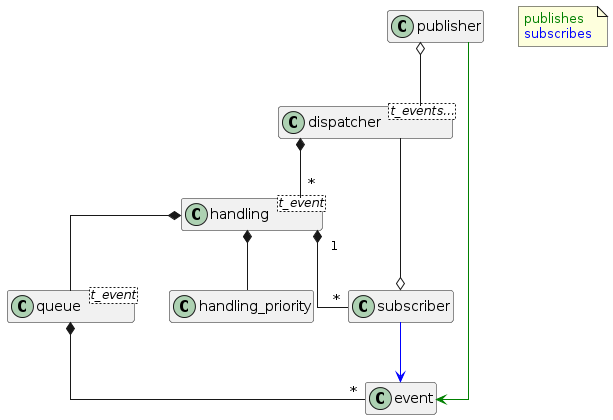 C publisher
publishes
subscribes
t_events...
C dispatcher
*
t_event
C handling
1
t_event
C queue
C handling_priority
*
C subscriber
*
C event